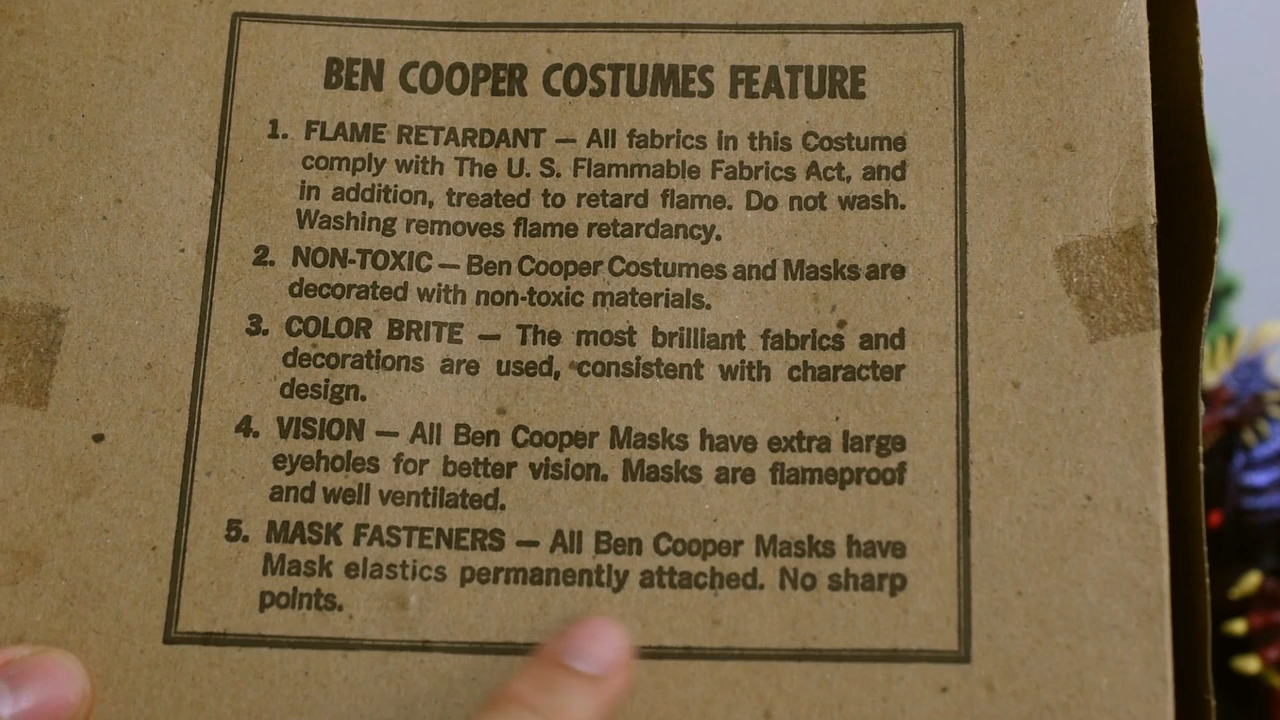 BEN COOPER COSTUMES FEATURE
1. FLAME RETARDANT — All fabrics in this Costume
comply with The U. S. Flammable Fabrics Act, and
in addition, treated to retard flame. Do not wash.
Washing removes flame retardancy.
2. NON-TOXIC — Ben Cooper Costumes and Masks are
decorated with non-toxic materials.
3. COLOR BRITE — The most brilliant fabrics and
decorations are used, consistent with character
design.
4. VISION — All Ben Cooper Masks have extra large
eyeholes for better vision. Masks are flameproof
and well ventilated.
5. MASK FASTENERS — All Ben Cooper Masks have
Mask elastics permanently attached. No sharp
points.